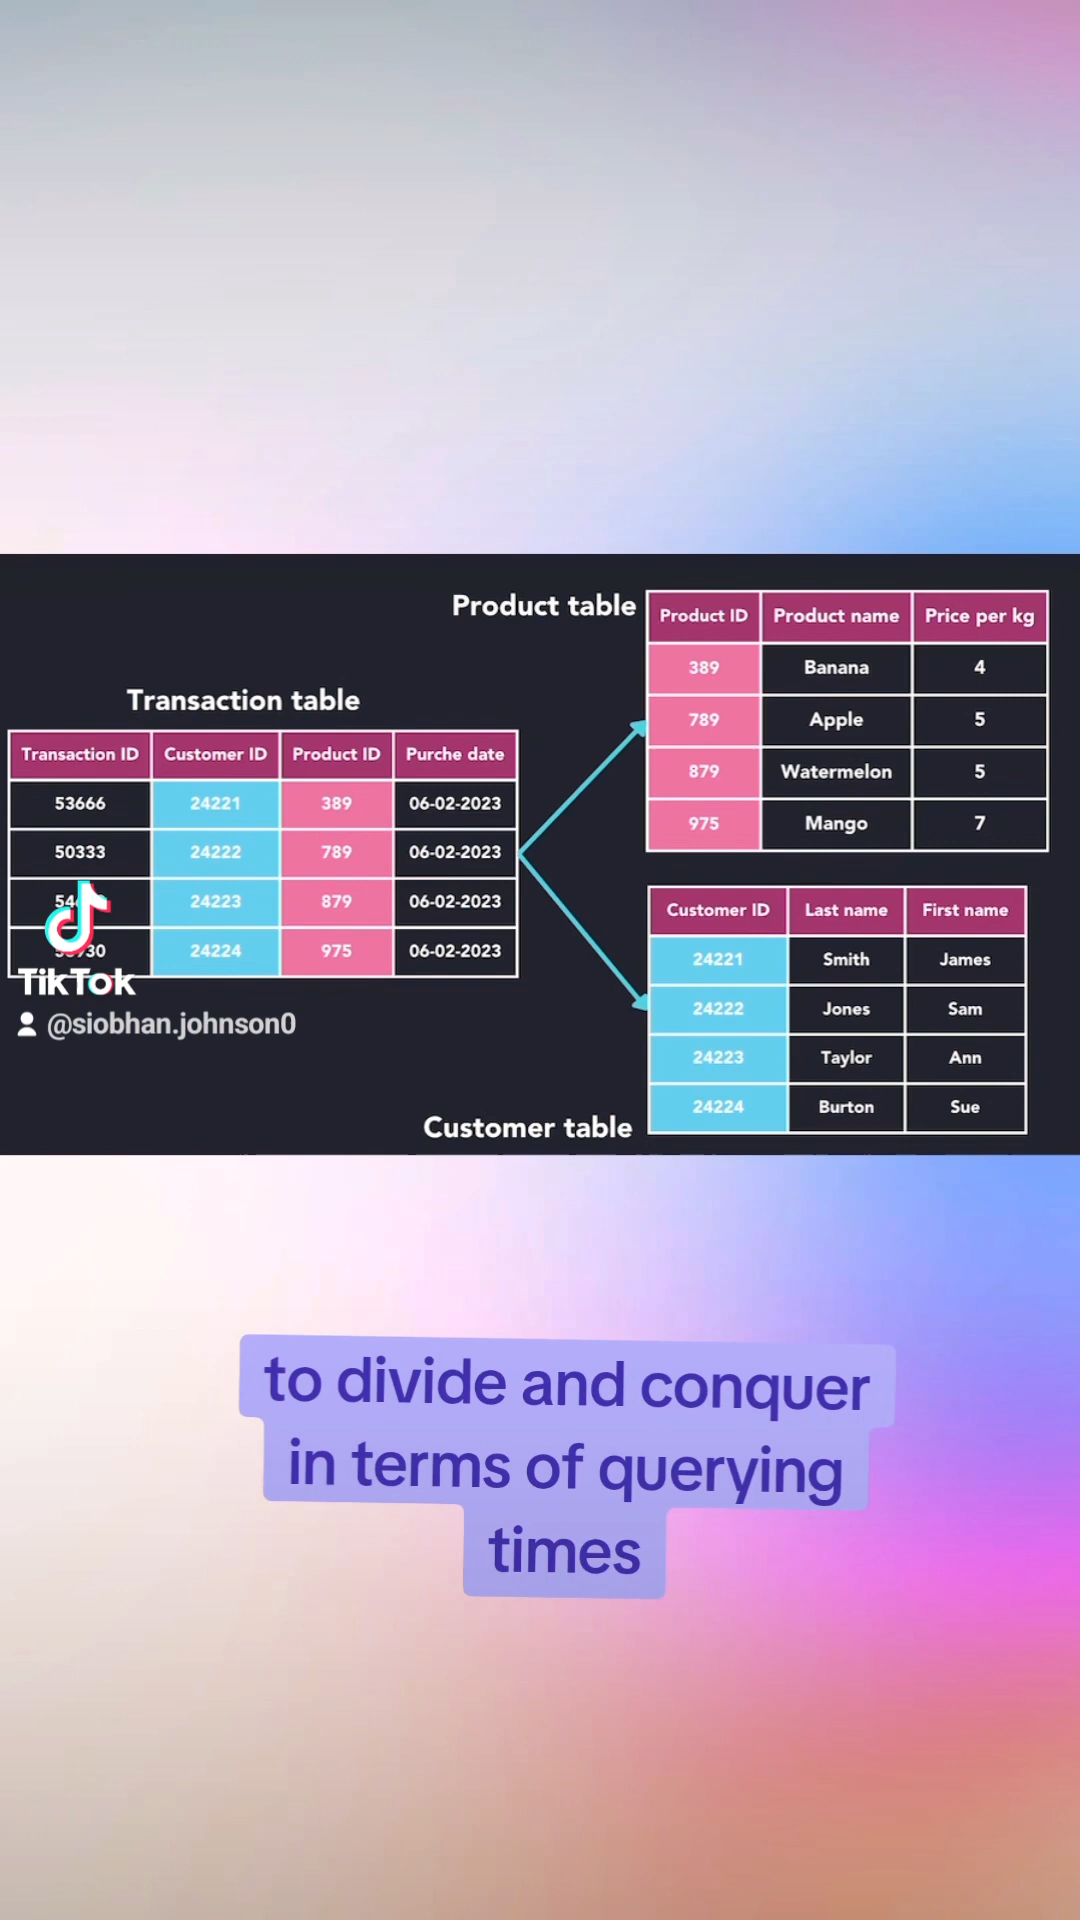 Product table
Product ID Product name Price per kg
389 Banana 4
789 Apple 5
879 Watermelon 5
975 Mango 7
Transaction table
Transaction ID Customer ID Product ID Purche date
53666 24221 389 06-02-2023
50333 24222 789 06-02-2023
24223 879 06-02-2023
24224 975 06-02-2023
TikTok
@siobhan.johnson0
Customer ID Last name First name
24221 Smith James
24222 Jones Sam
24223 Taylor Ann
24224 Burton Sue
Customer table
to divide and conquer
in terms of querying
times